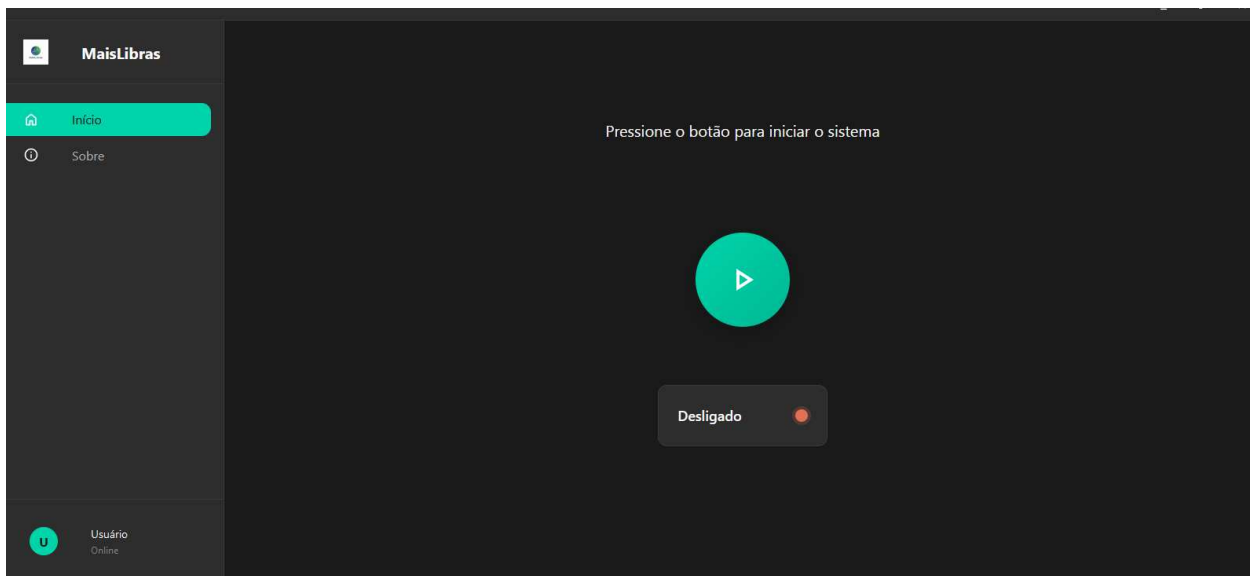 MaisLibras
Início
Sobre
Pressione o botão para iniciar o sistema
Desligado
U
Usuário
Online